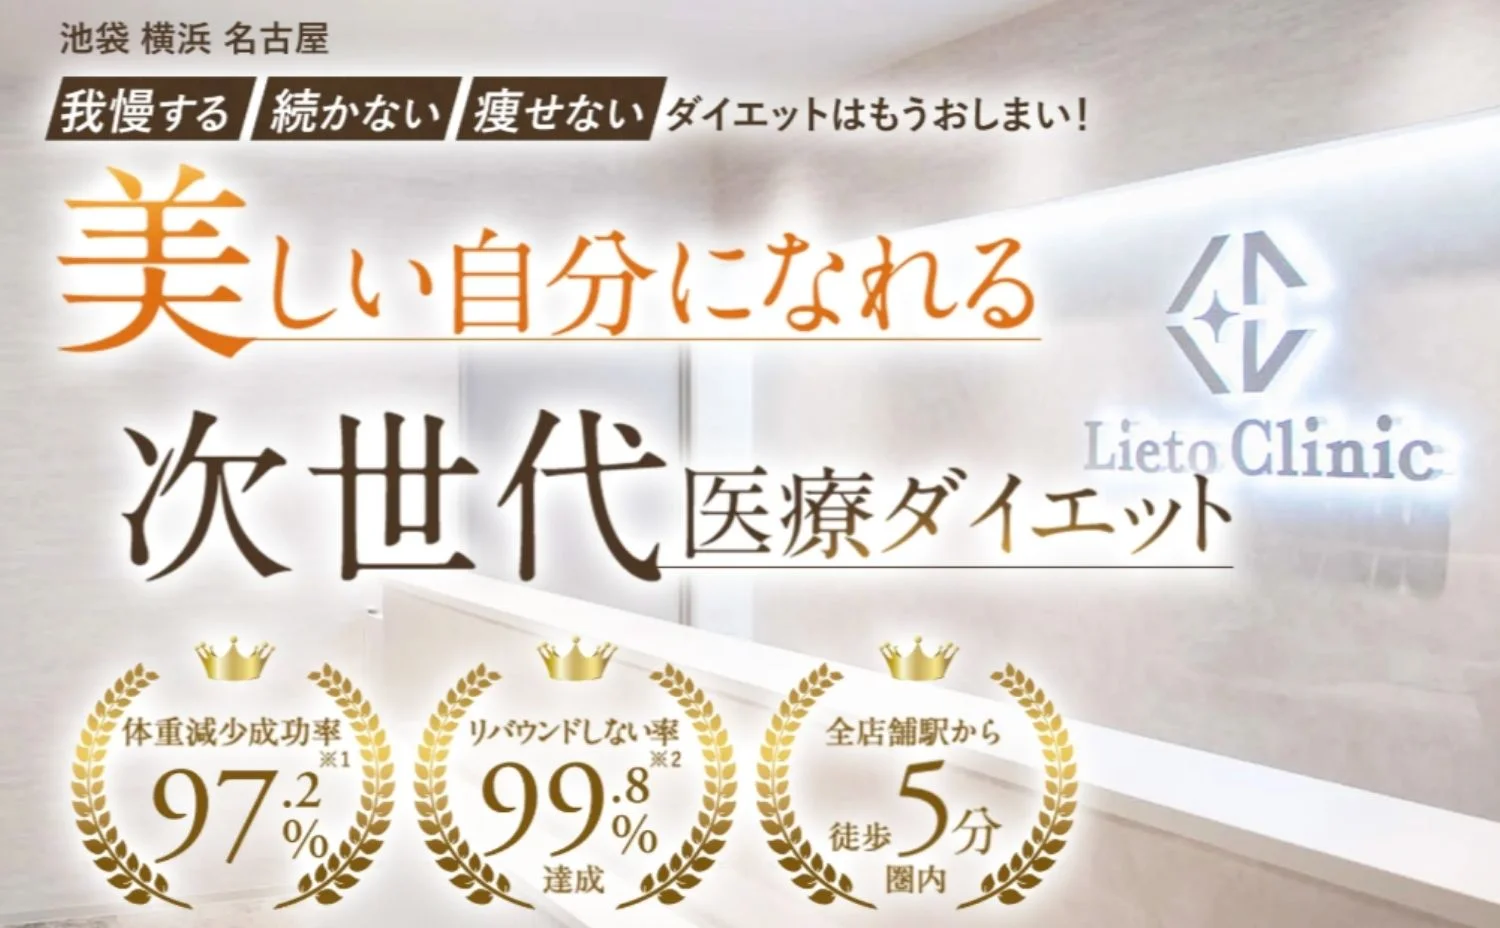 池袋 横浜 名古屋
我慢する 続かない 痩せない ダイエットはもうおしまい！
美しい自分になれる
Lieto Clinic
次世代医療ダイエット
体重減少成功率※1
97.2%
リバウンドしない率※2
99.8%
達成
全店舗駅から
徒歩5分
圏内